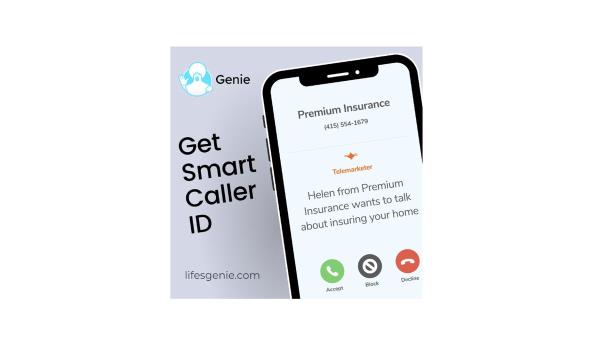 Genie
Get
Smart
Caller
ID
lifesgenie.com
Premium Insurance
(415) 554-1679
Telemarketer
Helen from Premium
Insurance wants to talk
about insuring your home
Accept
Block
Decline